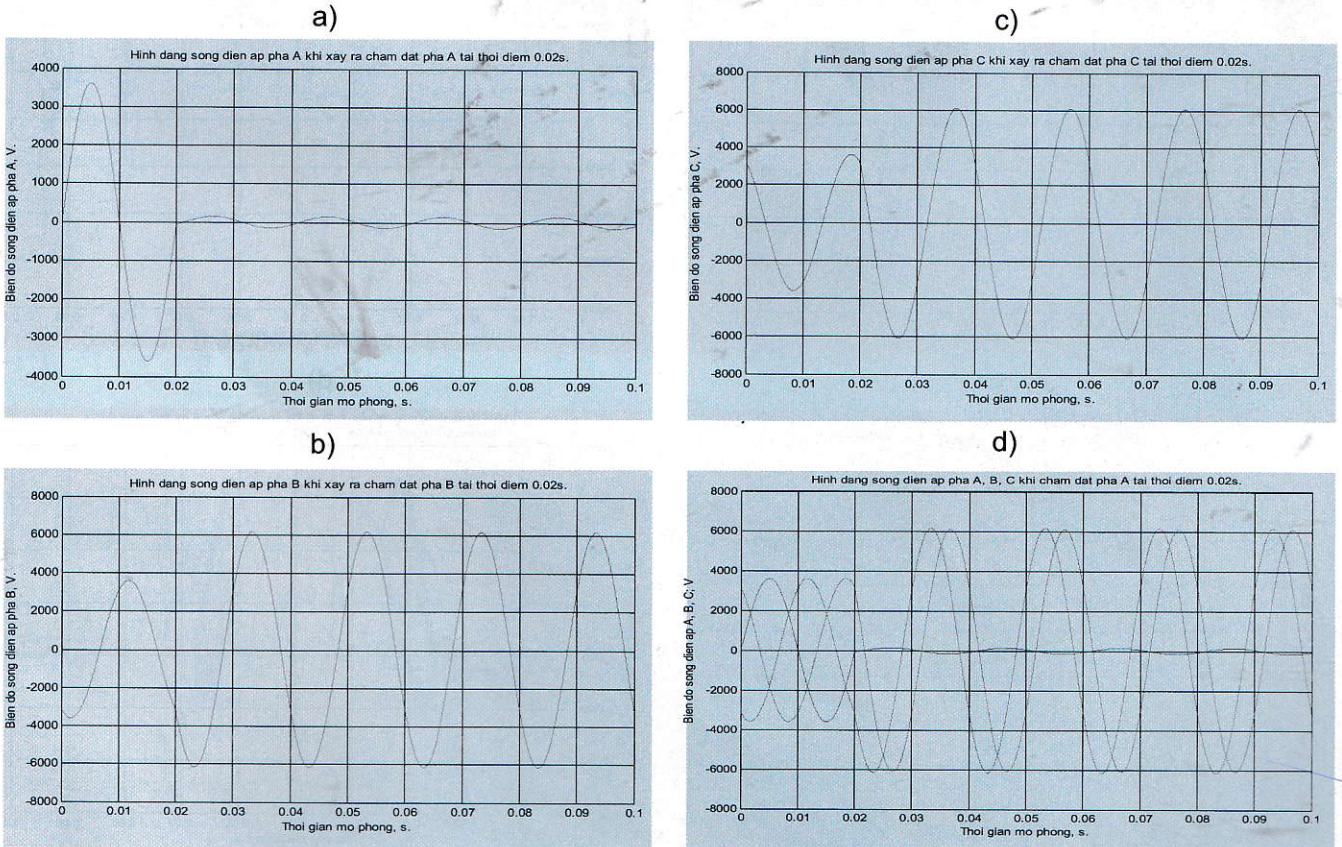 a)
Hinh dang song dien ap pha A khi xay ra cham dat pha A tai thoi diem 0.02s.
Bien do song dien ap pha A, V.
4000
3000
2000
1000
0
-1000
-2000
-3000
-4000
0 0.01 0.02 0.03 0.04 0.05 0.06 0.07 0.08 0.09 0.1
Thoi gian mo phong, s.
b)
Hinh dang song dien ap pha B khi xay ra cham dat pha B tai thoi diem 0.02s.
Bien do song dien ap pha B, V.
8000
6000
4000
2000
0
-2000
-4000
-6000
-8000
0 0.01 0.02 0.03 0.04 0.05 0.06 0.07 0.08 0.09 0.1
Thoi gian mo phong, s.
c)
Hinh dang song dien ap pha C khi xay ra cham dat pha C tai thoi diem 0.02s.
Bien do song dien ap pha C, V.
8000
6000
4000
2000
0
-2000
-4000
-6000
-8000
0 0.01 0.02 0.03 0.04 0.05 0.06 0.07 0.08 0.09 0.1
Thoi gian mo phong, s.
d)
Hinh dang song dien ap pha A, B, C khi cham dat pha A tai thoi diem 0.02s.
Bien do song dien ap A, B, C; V
8000
6000
4000
2000
0
-2000
-4000
-6000
-8000
0 0.01 0.02 0.03 0.04 0.05 0.06 0.07 0.08 0.09 0.1
Thoi gian mo phong, s.